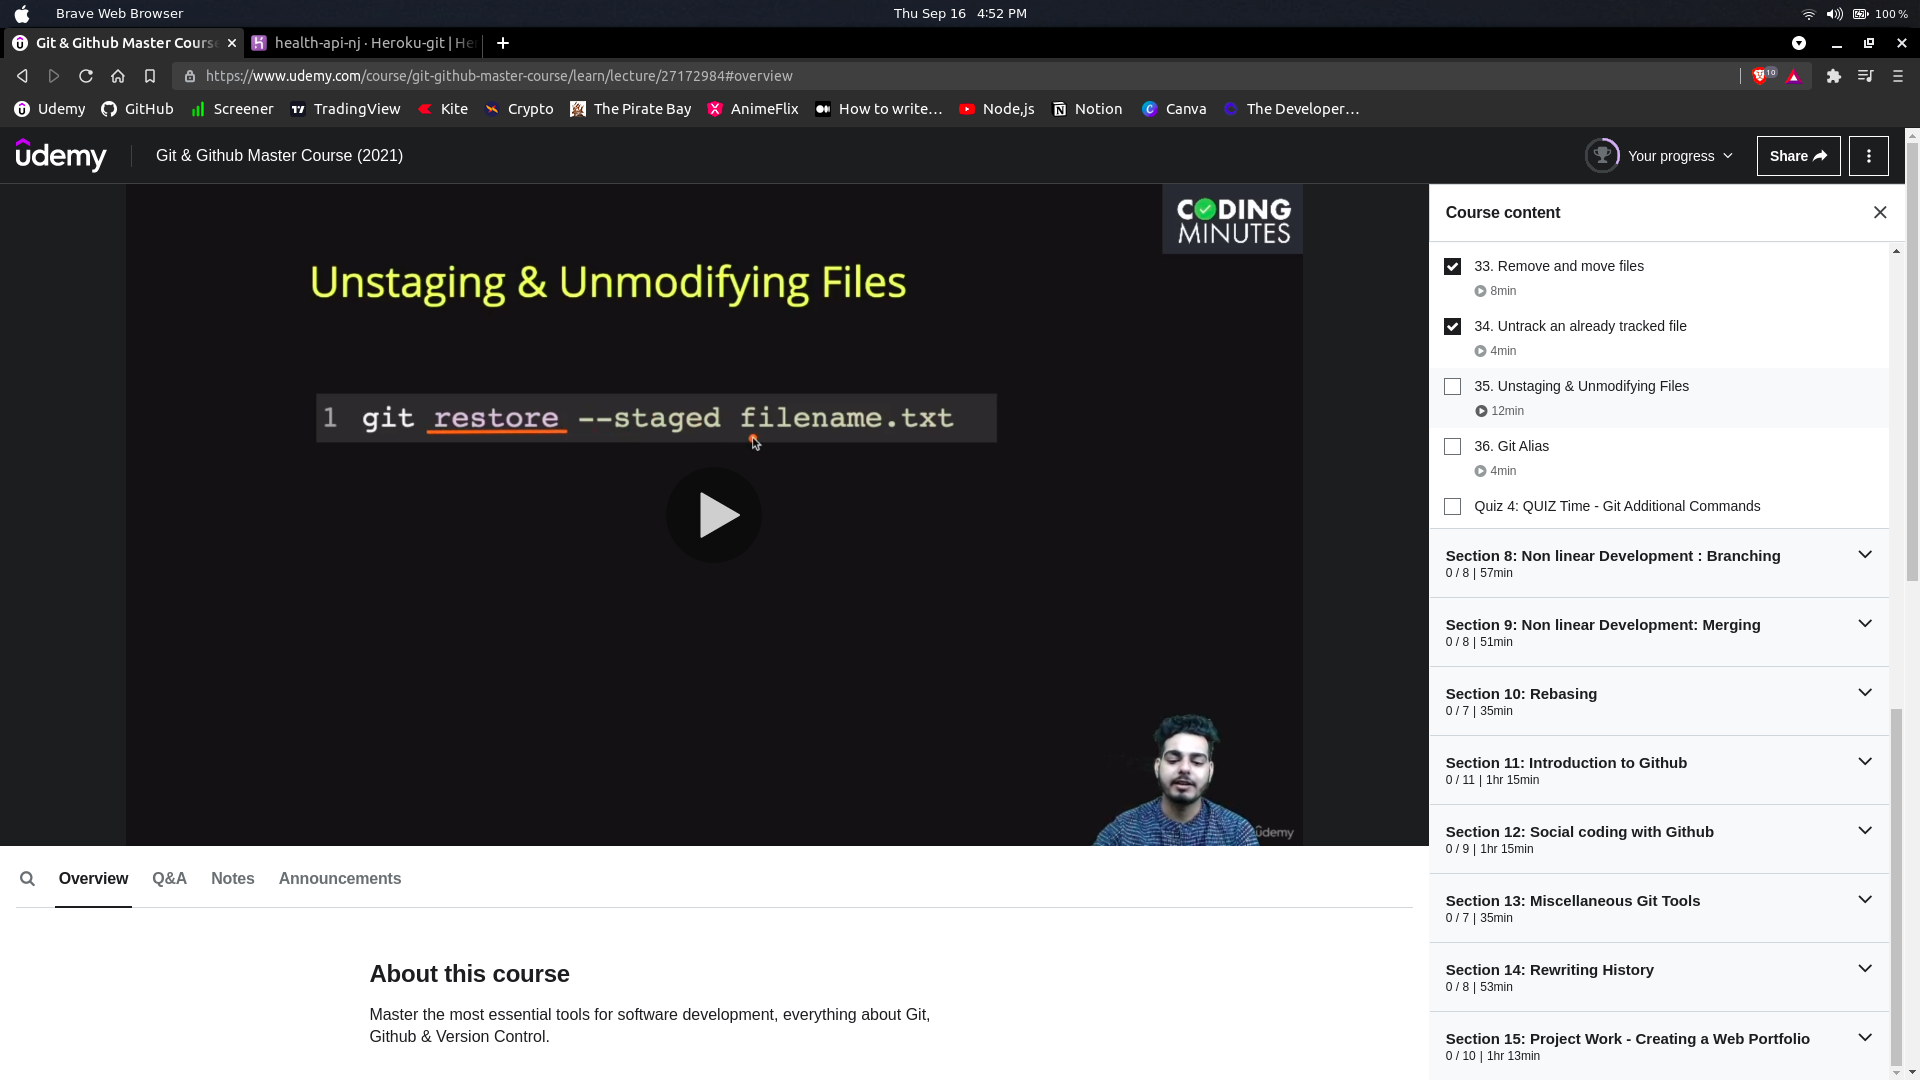 Brave Web Browser
Thu Sep 16 4:52 PM
100 %
Git & Github Master Course
health-api-nj · Heroku-git | He
https://www.udemy.com/course/git-github-master-course/learn/lecture/27172984#overview
10
Udemy
GitHub
Screener
TradingView
Kite
Crypto
The Pirate Bay
AnimeFlix
How to write…
Node.js
Notion
Canva
The Developer…
udemy
Git & Github Master Course (2021)
Your progress
Share
CODING
MINUTES
Unstaging & Unmodifying Files
1 git restore --staged filename.txt
udemy
Course content
33. Remove and move files
8min
34. Untrack an already tracked file
4min
35. Unstaging & Unmodifying Files
12min
36. Git Alias
4min
Quiz 4: QUIZ Time - Git Additional Commands
Section 8: Non linear Development : Branching
0 / 8 | 57min
Section 9: Non linear Development: Merging
0 / 8 | 51min
Section 10: Rebasing
0 / 7 | 35min
Section 11: Introduction to Github
0 / 11 | 1hr 15min
Section 12: Social coding with Github
0 / 9 | 1hr 15min
Section 13: Miscellaneous Git Tools
0 / 7 | 35min
Section 14: Rewriting History
0 / 8 | 53min
Section 15: Project Work - Creating a Web Portfolio
0 / 10 | 1hr 13min
Overview
Q&A
Notes
Announcements
About this course
Master the most essential tools for software development, everything about Git,
Github & Version Control.